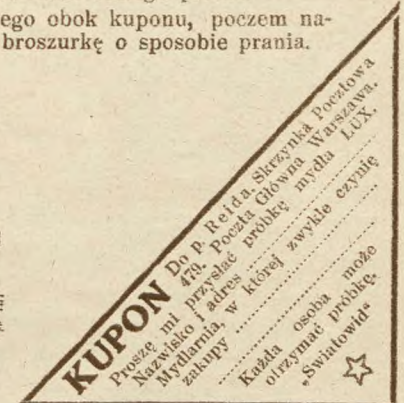 ego obok kuponu, poczem na-
broszurkę o sposobie prania.
KUPON
Do p. Reida, Skrzynka Pocztowa
479. Poczta Główna Warszawa.
Proszę mi przysłać próbkę mydła LUX.
Nazwisko i adres
Mydlarnia, w której zwykle czynię
zakupy
Każda osoba może
otrzymać próbkę.
„Światowid"